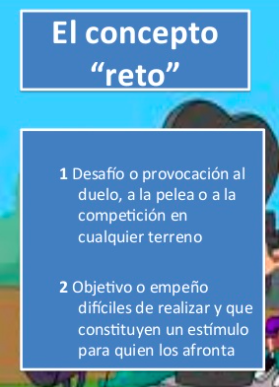 El concepto
“reto”
1 Desafío o provocación al
duelo, a la pelea o a la
competición en
cualquier terreno
2 Objetivo o empeño
difíciles de realizar y que
constituyen un estímulo
para quien los afronta